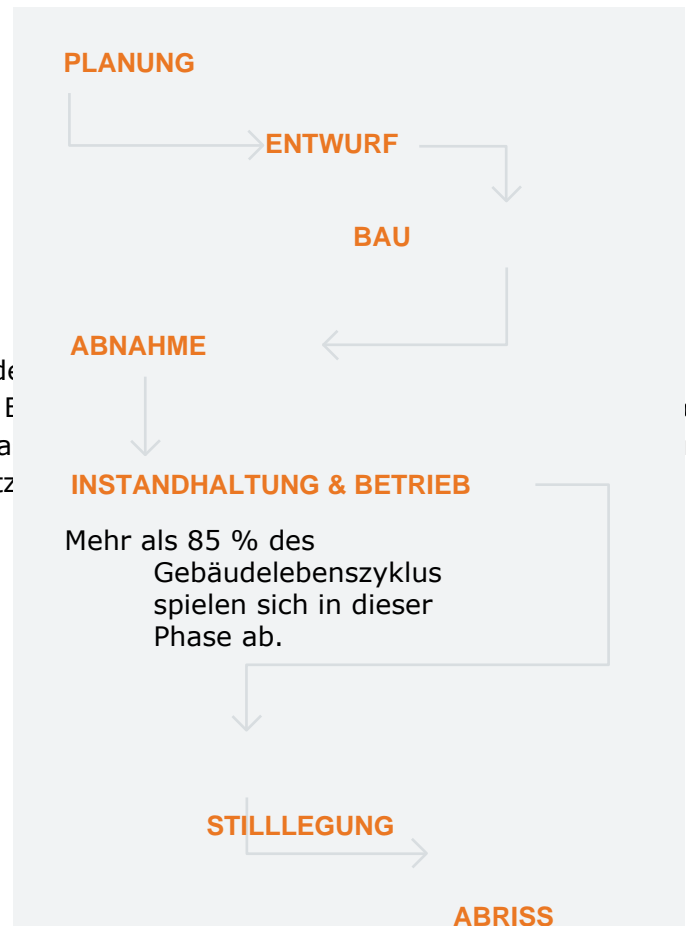 PLANUNG
ENTWURF
BAU
ABNAHME
INSTANDHALTUNG & BETRIEB
Mehr als 85 % des
Gebäudelebenszyklus
spielen sich in dieser
Phase ab.
STILLLEGUNG
ABRISS